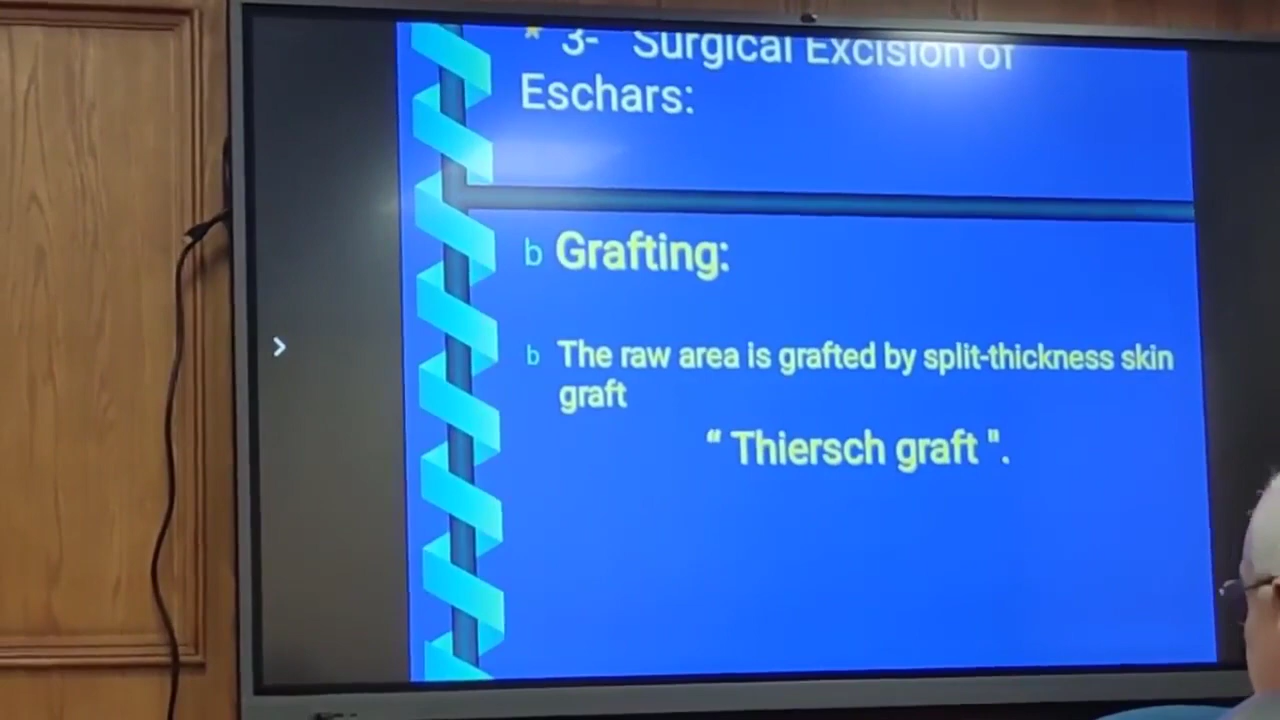 * 3- Surgical Excision of
Eschars:
b Grafting:
b The raw area is grafted by split-thickness skin
graft
“ Thiersch graft ".